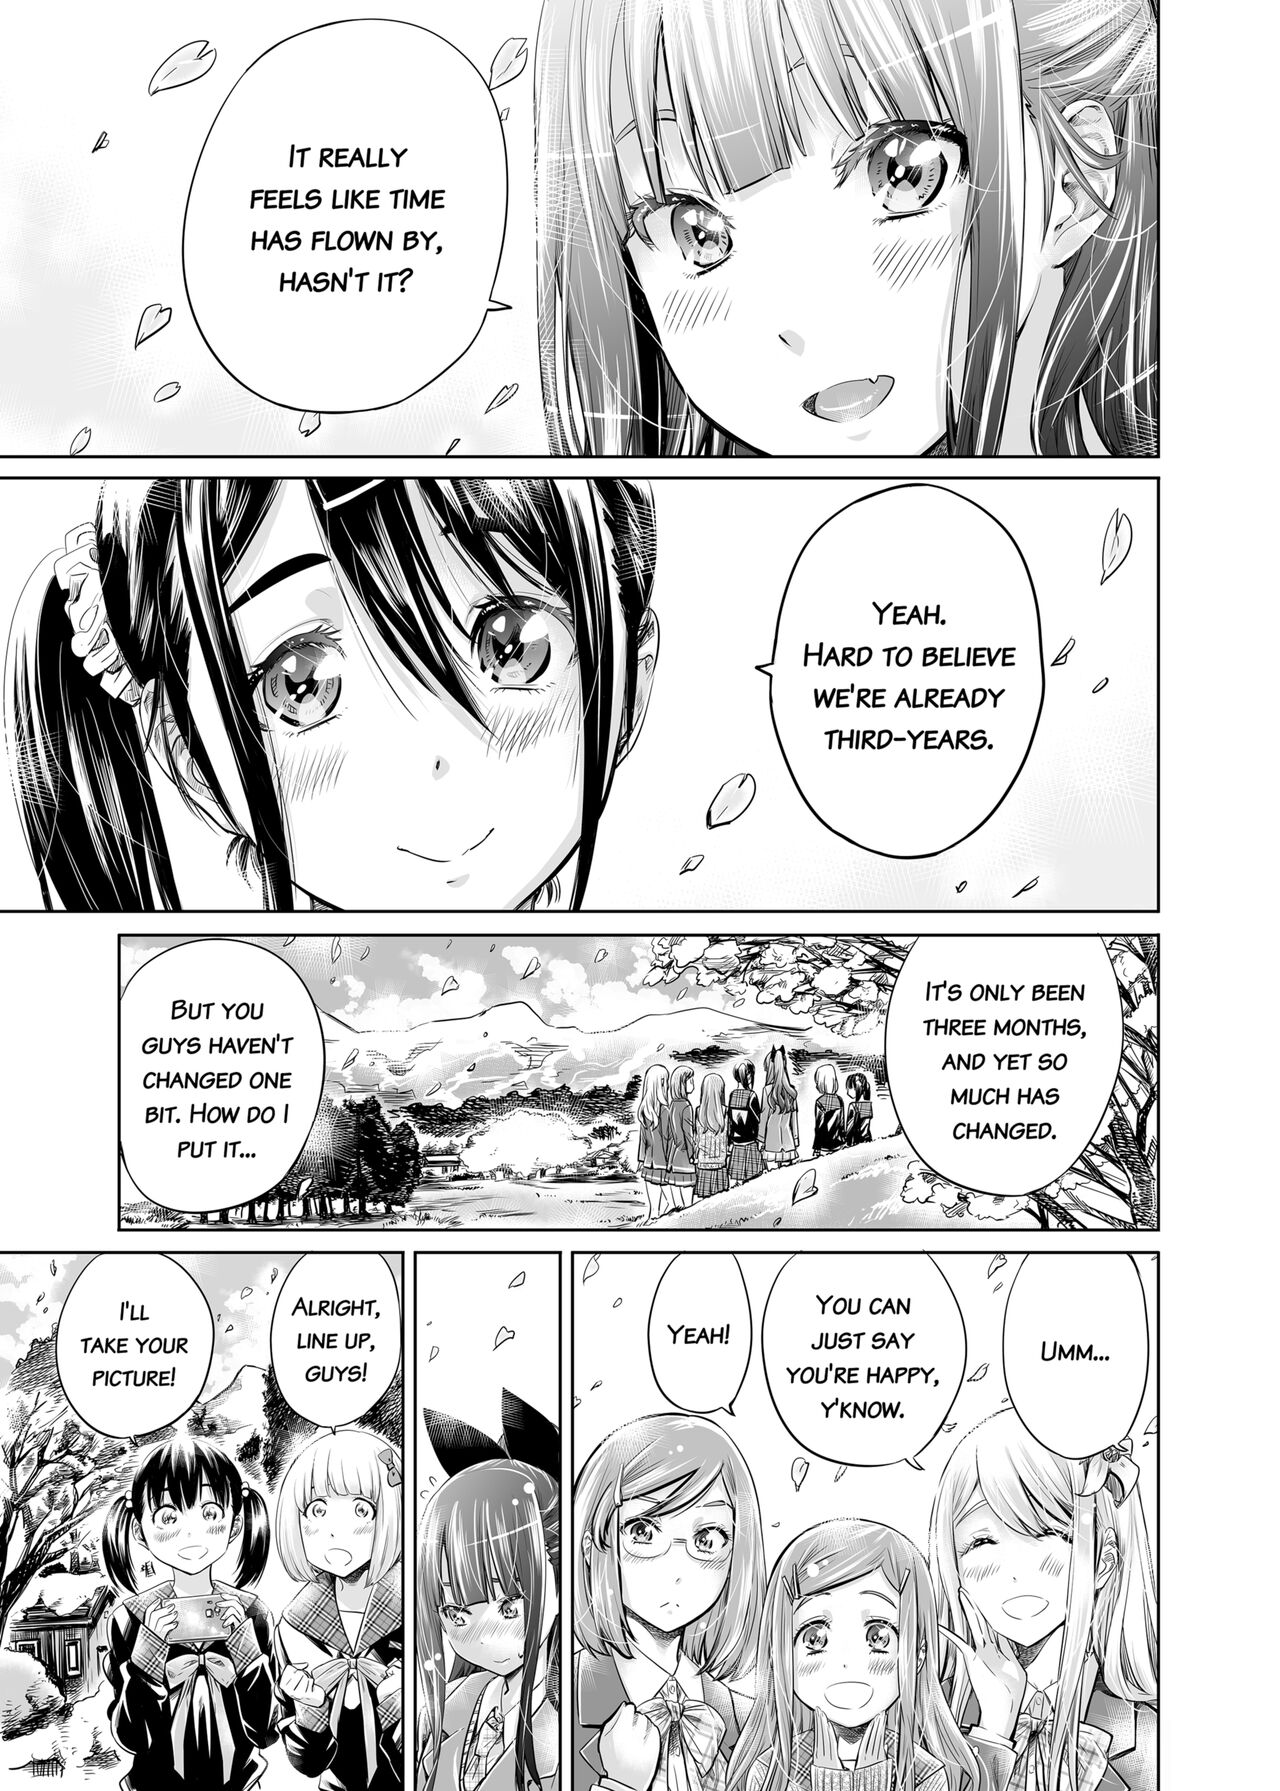 IT REALLY
FEELS LIKE TIME
HAS FLOWN BY,
HASN'T IT?
YEAH.
HARD TO BELIEVE
WE'RE ALREADY
THIRD-YEARS.
IT'S ONLY BEEN
THREE MONTHS,
AND YET SO
MUCH HAS
CHANGED.
BUT YOU
GUYS HAVEN'T
CHANGED ONE
BIT. HOW DO I
PUT IT...
UMM...
YOU CAN
JUST SAY
YOU'RE HAPPY,
Y'KNOW.
YEAH!
ALRIGHT,
LINE UP,
GUYS!
I'LL
TAKE YOUR
PICTURE!